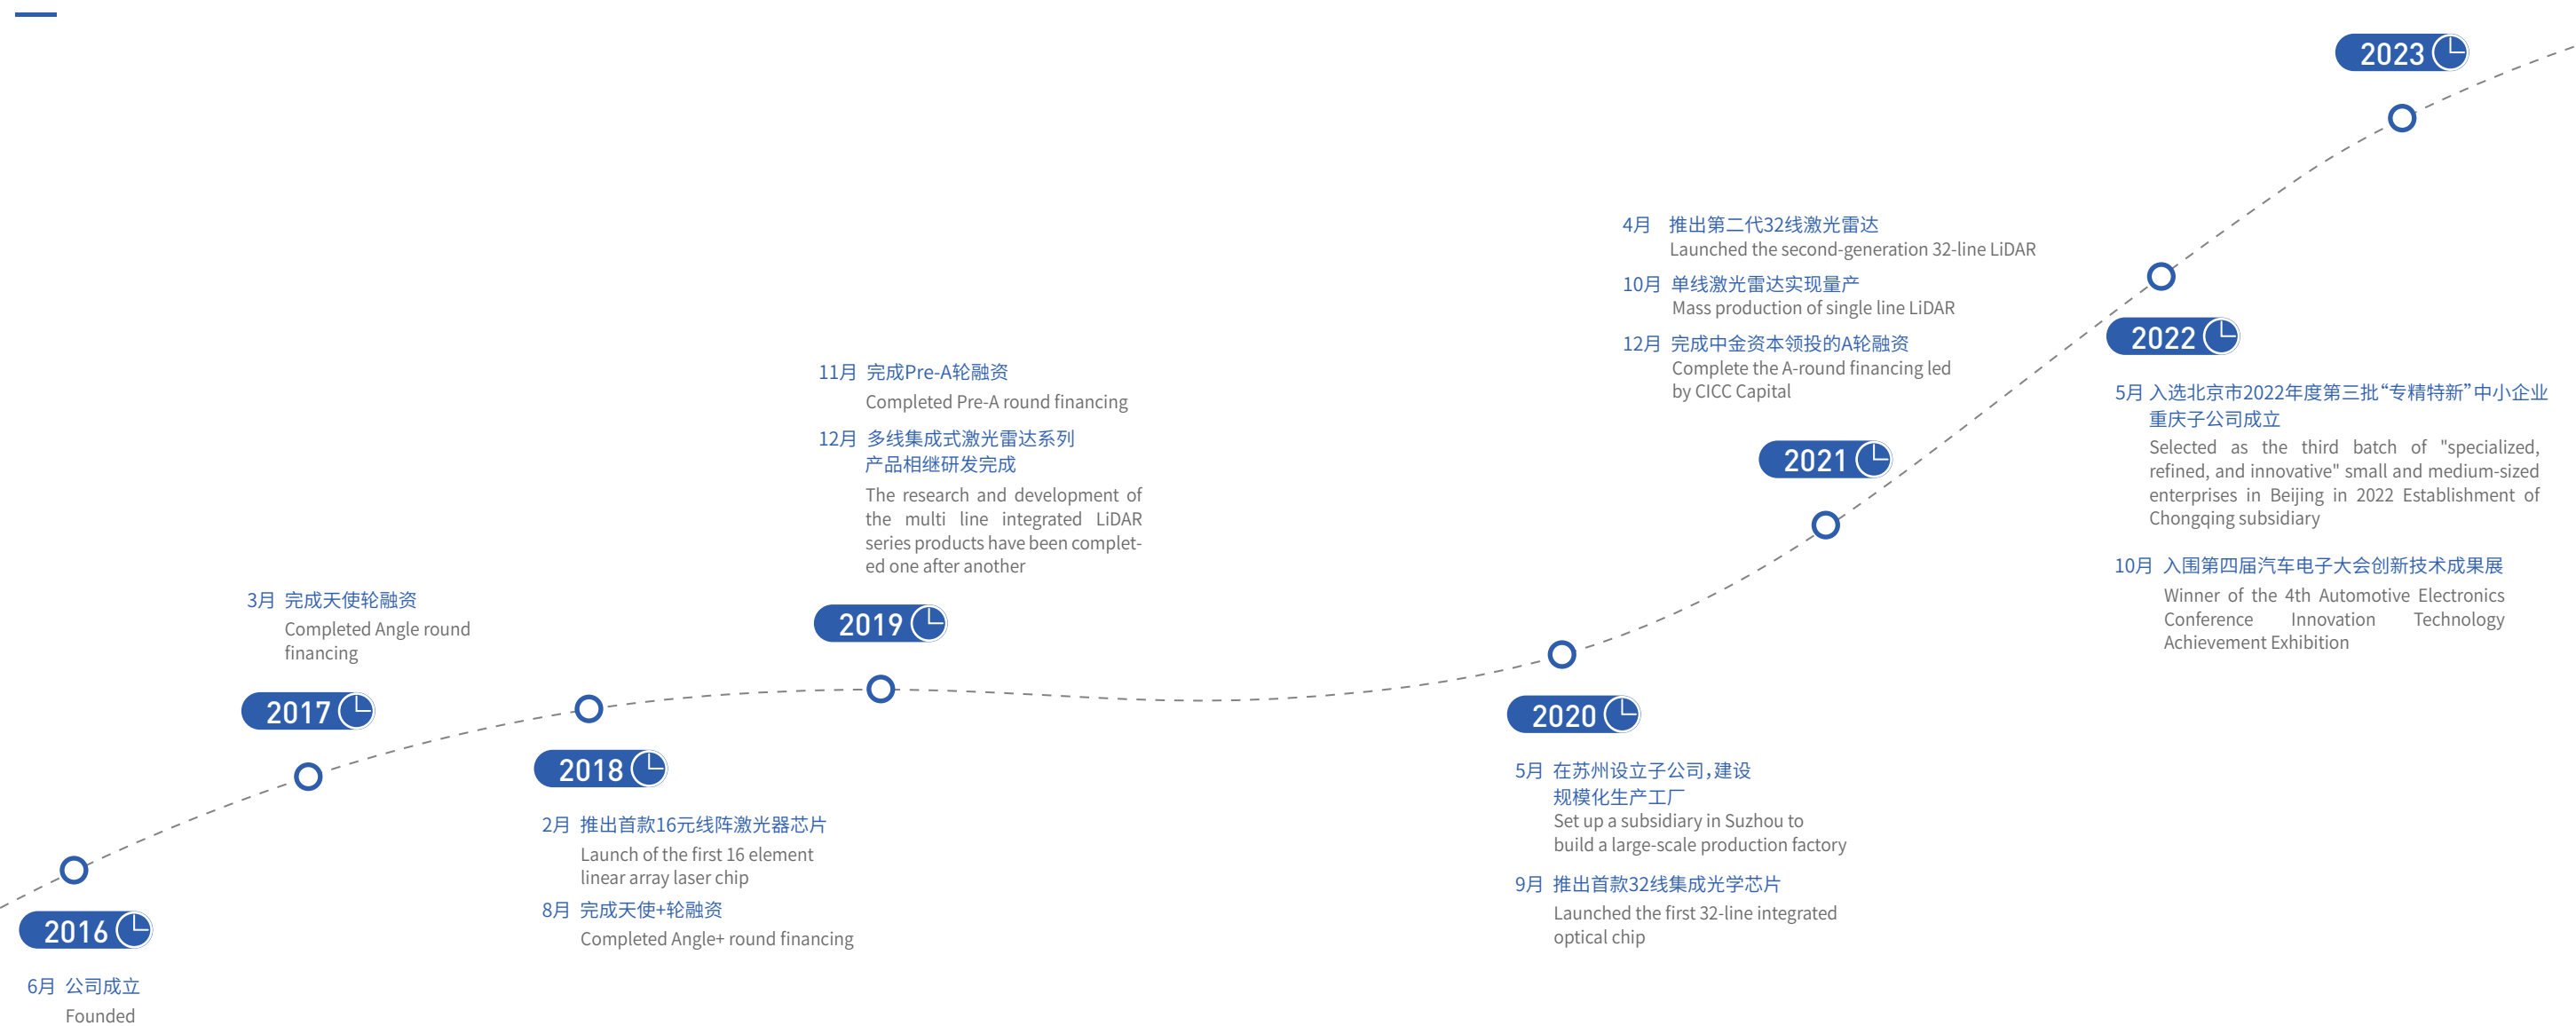 2016
6月 公司成立
Founded
2017
3月 完成天使轮融资
Completed Angle round
financing
2018
2月 推出首款16元线阵激光器芯片
Launch of the first 16 element
linear array laser chip
8月 完成天使+轮融资
Completed Angle+ round financing
2019
11月 完成Pre-A轮融资
Completed Pre-A round financing
12月 多线集成式激光雷达系列
产品相继研发完成
The research and development of
the multi line integrated LiDAR
series products have been complet-
ed one after another
2020
5月 在苏州设立子公司，建设
规模化生产工厂
Set up a subsidiary in Suzhou to
build a large-scale production factory
9月 推出首款32线集成光学芯片
Launched the first 32-line integrated
optical chip
2021
4月 推出第二代32线激光雷达
Launched the second-generation 32-line LiDAR
10月 单线激光雷达实现量产
Mass production of single line LiDAR
12月 完成中金资本领投的A轮融资
Complete the A-round financing led
by CICC Capital
2022
5月 入选北京市2022年度第三批“专精特新”中小企业
重庆子公司成立
Selected as the third batch of "specialized,
refined, and innovative" small and medium-sized
enterprises in Beijing in 2022 Establishment of
Chongqing subsidiary
10月 入围第四届汽车电子大会创新技术成果展
Winner of the 4th Automotive Electronics
Conference Innovation Technology
Achievement Exhibition
2023